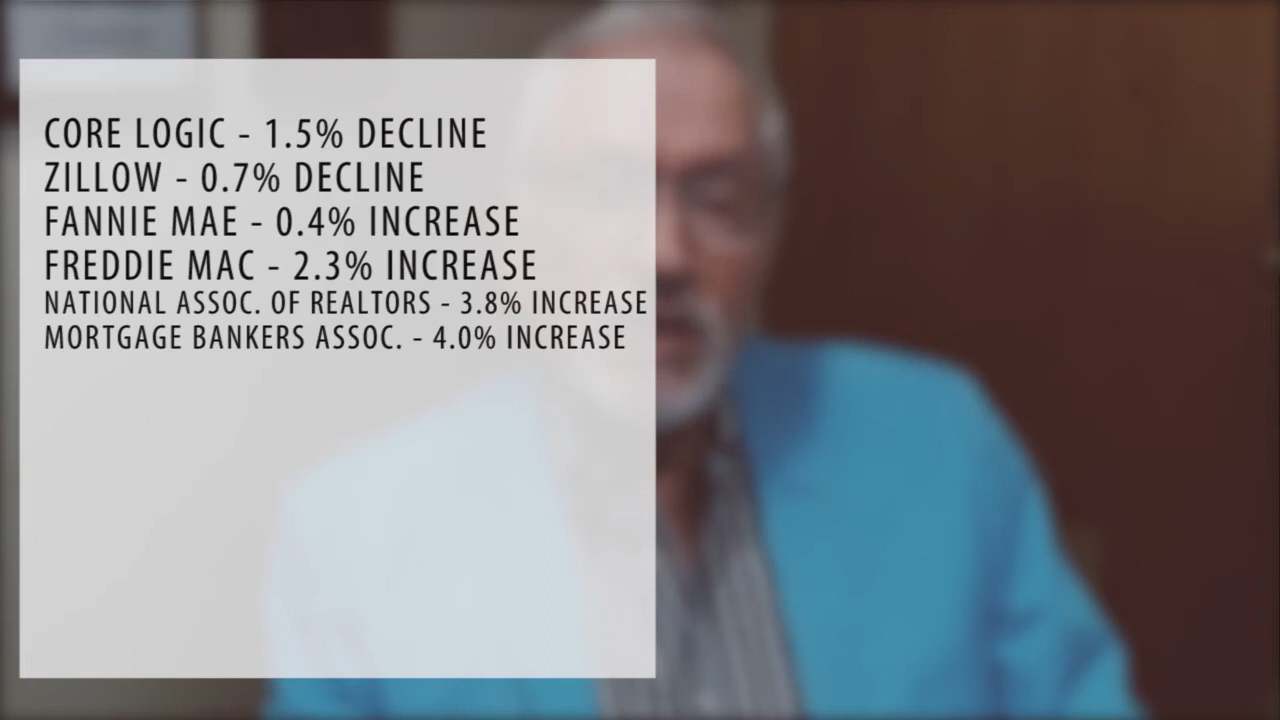 CORE LOGIC - 1.5% DECLINE
ZILLOW - 0.7% DECLINE
FANNIE MAE - 0.4% INCREASE
FREDDIE MAC - 2.3% INCREASE
NATIONAL ASSOC. OF REALTORS - 3.8% INCREASE
MORTGAGE BANKERS ASSOC. - 4.0% INCREASE